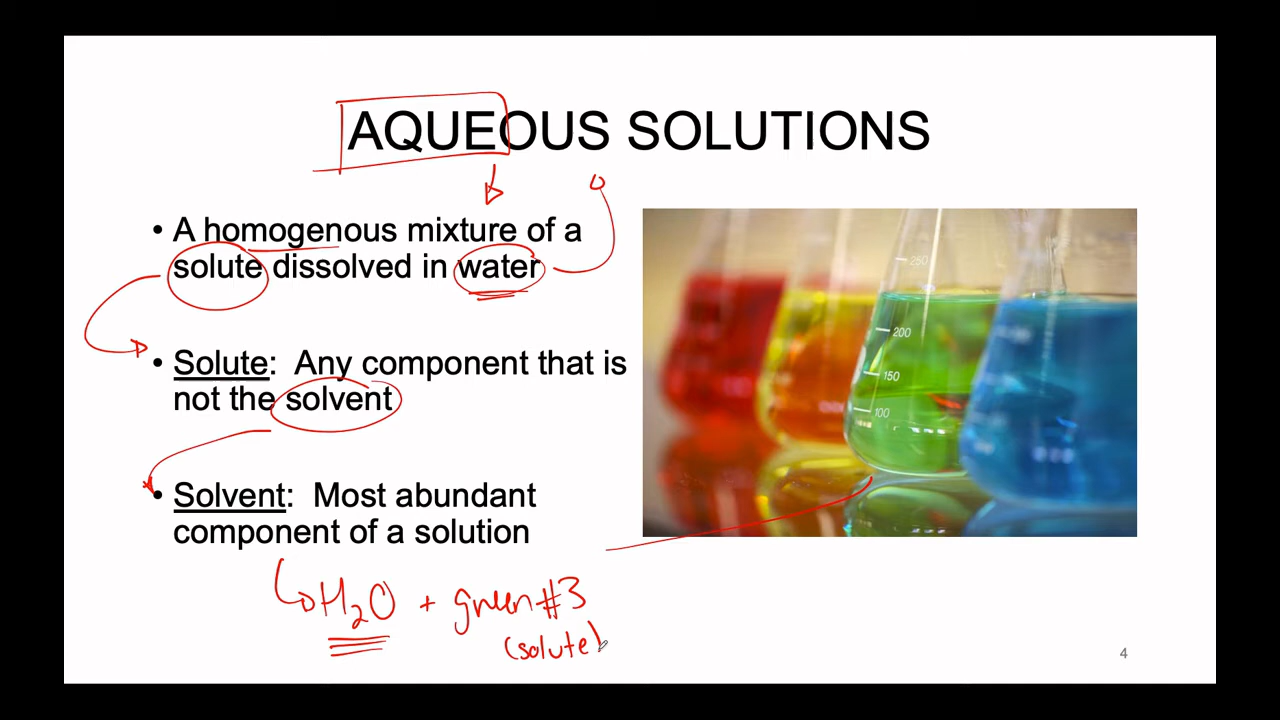 AQUEOUS SOLUTIONS
• A homogenous mixture of a
solute dissolved in water
• Solute: Any component that is
not the solvent
• Solvent: Most abundant
component of a solution
H₂O + green #3
(solute)
250
200
150
100
4